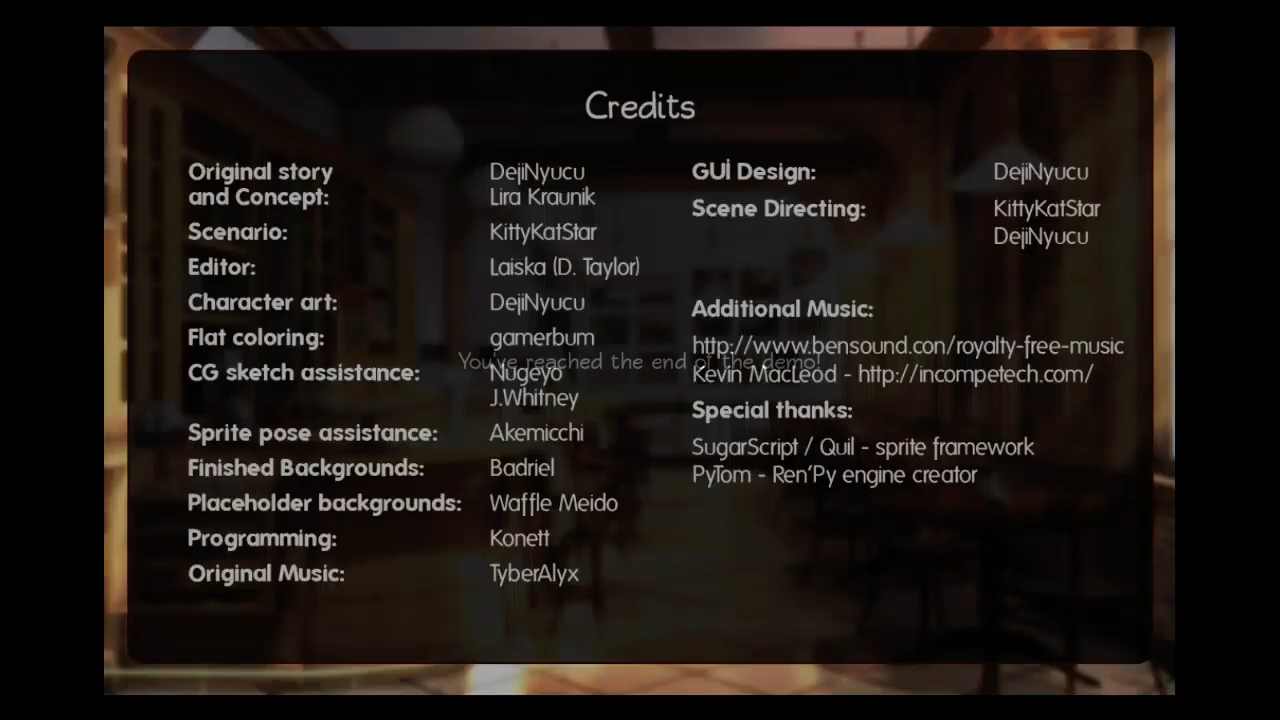 Credits
Original story DejiNyucu
and Concept: Lira Kraunik
Scenario: KittyKatStar
Editor: Laiska (D. Taylor)
Character art: DejiNyucu
Flat coloring: gamerbum
CG sketch assistance: Nugeyo
J.Whitney
Sprite pose assistance: Akemicchi
Finished Backgrounds: Badriel
Placeholder backgrounds: Waffle Meido
Programming: Konett
Original Music: TyberAlyx
GUI Design: DejiNyucu
Scene Directing: KittyKatStar
DejiNyucu
Additional Music:
http://www.bensound.con/royalty-free-music
Kevin MacLeod - http://incompetech.com/
Special thanks:
SugarScript / Quil - sprite framework
PyTom - Ren'Py engine creator
You've reached the end of the demo!